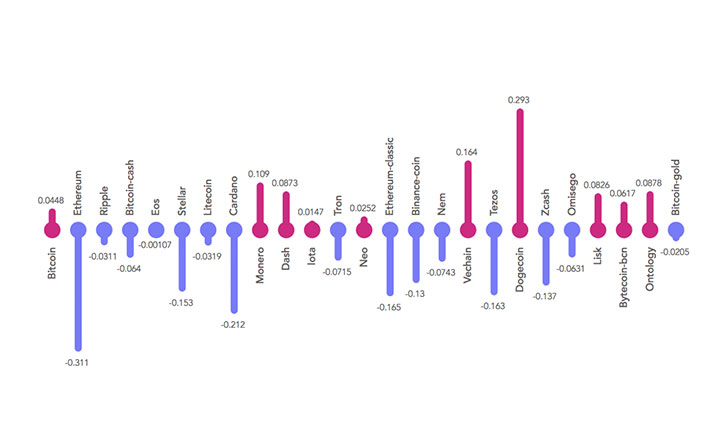 0.0448
Bitcoin
Ethereum
-0.311
Ripple
-0.0311
Bitcoin-cash
-0.064
Eos
-0.00107
Stellar
-0.153
Litecoin
-0.0319
Cardano
-0.212
0.109
Monero
0.0873
Dash
0.0147
Iota
Tron
-0.0715
0.0252
Neo
Ethereum-classic
-0.165
Binance-coin
-0.13
Nem
-0.0743
0.164
Vechain
Tezos
-0.163
0.293
Dogecoin
Zcash
-0.137
Omisego
-0.0631
0.0826
Lisk
0.0617
Bytecoin-bcn
0.0878
Ontology
Bitcoin-gold
-0.0205